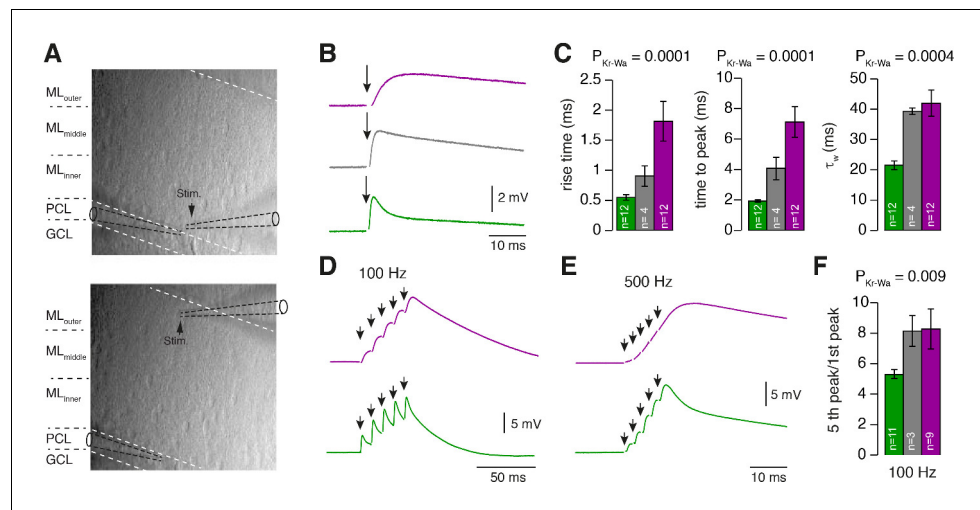 A
ML outer
ML middle
ML inner
PCL
GCL
Stim.
ML outer
ML middle
ML inner
PCL
GCL
Stim.
B
2 mV
10 ms
C
P Kr-Wa = 0.0001
rise time (ms)
2.5
2
1.5
1
0.5
0
n=12
n= 4
n=12
P Kr-Wa = 0.0001
time to peak (ms)
10
8
6
4
2
0
n=12
n= 4
n=12
P Kr-Wa = 0.0004
τw (ms)
80
60
40
20
0
n=12
n= 4
n=12
D
100 Hz
5 mV
50 ms
E
500 Hz
5 mV
10 ms
F
P Kr-Wa = 0.009
5 th peak/1st peak
10
8
6
4
2
0
n=11
n=3
n=9
100 Hz